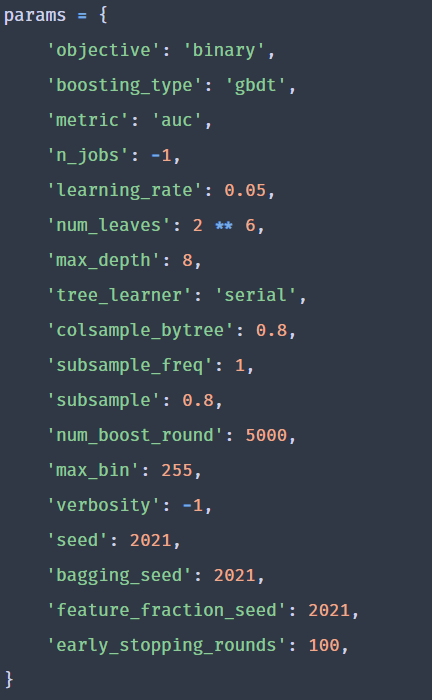 params = {
    'objective': 'binary',
    'boosting_type': 'gbdt',
    'metric': 'auc',
    'n_jobs': -1,
    'learning_rate': 0.05,
    'num_leaves': 2 ** 6,
    'max_depth': 8,
    'tree_learner': 'serial',
    'colsample_bytree': 0.8,
    'subsample_freq': 1,
    'subsample': 0.8,
    'num_boost_round': 5000,
    'max_bin': 255,
    'verbosity': -1,
    'seed': 2021,
    'bagging_seed': 2021,
    'feature_fraction_seed': 2021,
    'early_stopping_rounds': 100,
}